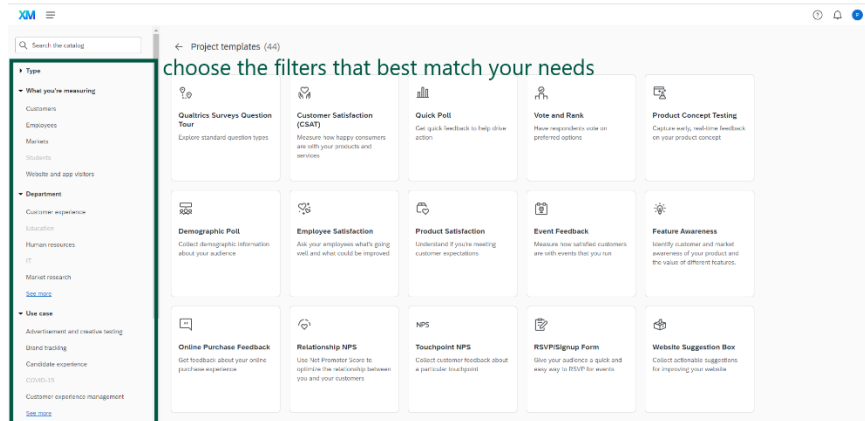 XM
Search the catalog
← Project templates (44)
choose the filters that best match your needs
Type
What you're measuring
Customers
Employees
Markets
Students
Website and app visitors
Department
Customer experience
Education
Human resources
IT
Market research
See more
Use case
Advertisement and creative testing
Brand tracking
Candidate experience
COVID-19
Customer experience management
See more
Qualtrics Surveys Question
Tour
Explore standard question types
Customer Satisfaction
(CSAT)
Measure how happy consumers
are with your products and
services
Quick Poll
Get quick feedback to help drive
action
Vote and Rank
Have respondents vote on
preferred options
Product Concept Testing
Capture early, real-time feedback
on your product concept
Demographic Poll
Collect demographic information
about your audience
Employee Satisfaction
Ask your employees what's going
well and what could be improved
Product Satisfaction
Understand if you're meeting
customer expectations
Event Feedback
Measure how satisfied customers
are with events that you run
Feature Awareness
Identify customer and market
awareness of your product and
the value of different features.
Online Purchase Feedback
Get feedback about your online
purchase experience
Relationship NPS
Use Net Promoter Score to
optimize the relationship between
you and your customers
NPS
Touchpoint NPS
Collect customer feedback about
a particular touchpoint
RSVP/Signup Form
Give your audience a quick and
easy way to RSVP for events
Website Suggestion Box
Collect actionable suggestions
for improving your website